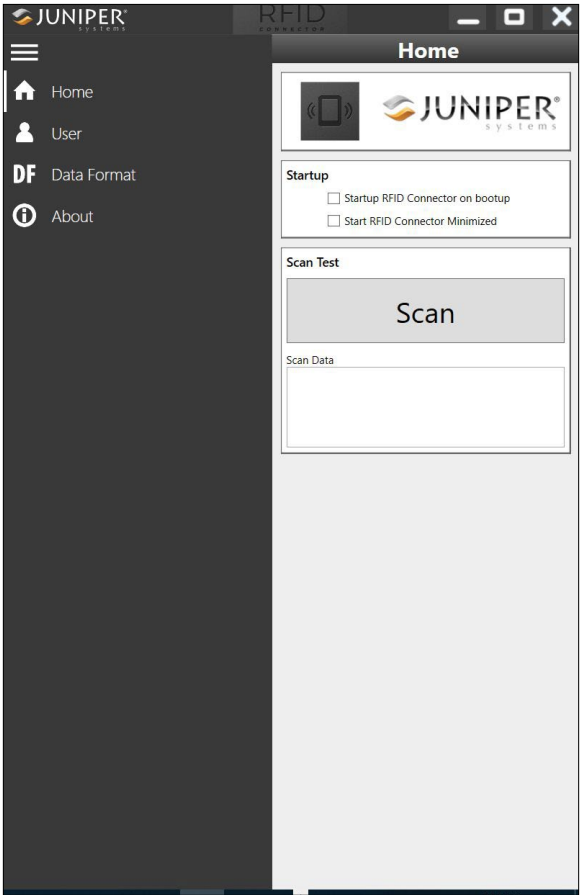 JUNIPER
systems
RFID
CONNECTOR
Home
Home
User
DF Data Format
About
JUNIPER
systems
Startup
Startup RFID Connector on bootup
Start RFID Connector Minimized
Scan Test
Scan
Scan Data